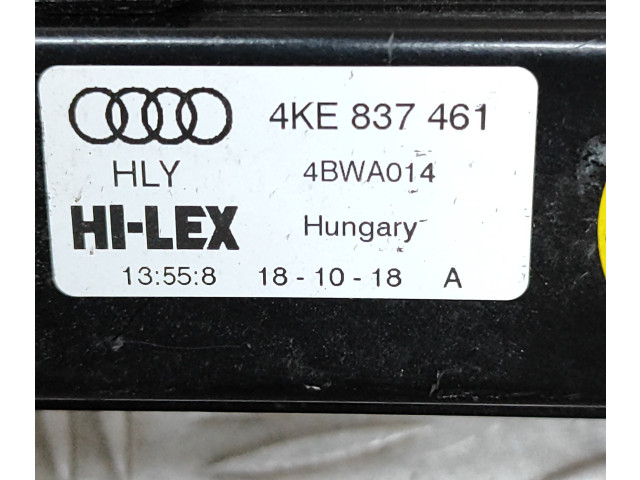 4KE 837 461
HLY 4BWA014
HI-LEX Hungary
13:55:8 18 - 10 - 18 A